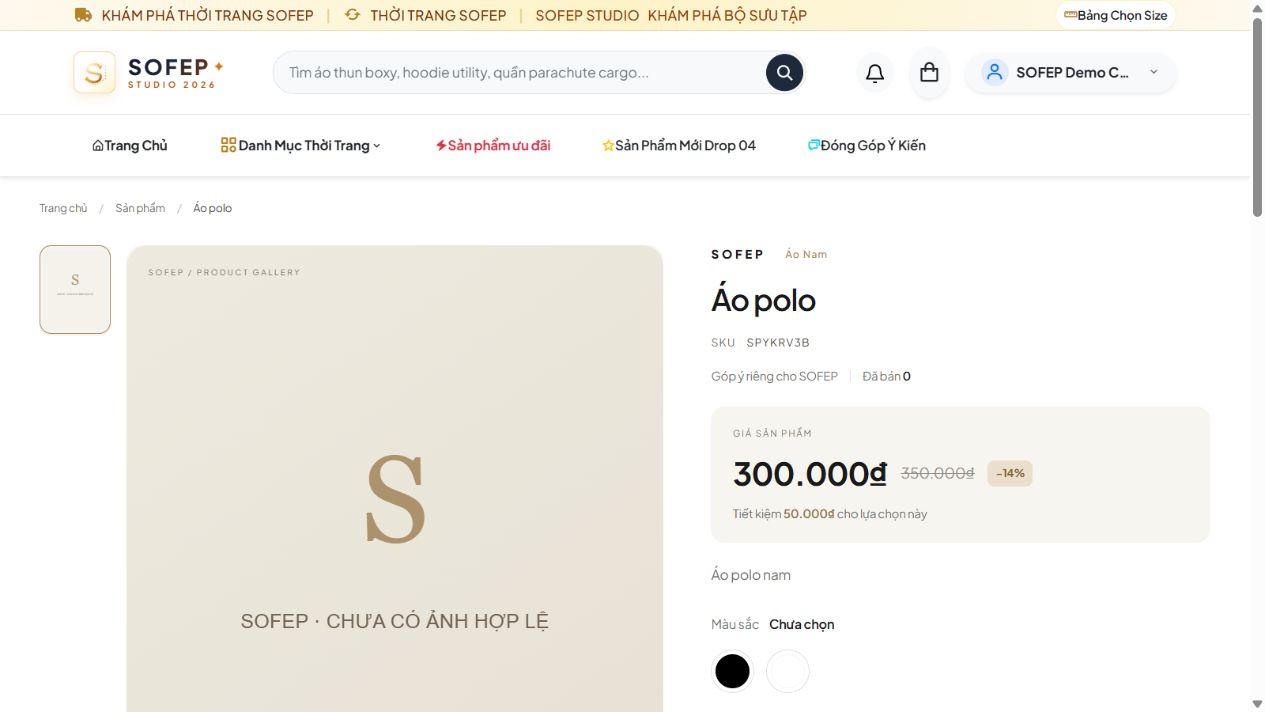 KHÁM PHÁ THỜI TRANG SOFEP | THỜI TRANG SOFEP | SOFEP STUDIO KHÁM PHÁ BỘ SƯU TẬP
Bảng Chọn Size
S
SOFEP
STUDIO 2026
Tìm áo thun boxy, hoodie utility, quần parachute cargo...
SOFEP Demo C...
Trang Chủ
Danh Mục Thời Trang
Sản phẩm ưu đãi
Sản Phẩm Mới Drop 04
Đóng Góp Ý Kiến
Trang chủ / Sản phẩm / Áo polo
S
SOFEP / PRODUCT GALLERY
S
SOFEP · CHƯA CÓ ẢNH HỢP LỆ
SOFEP Áo Nam
Áo polo
SKU SPYKRV3B
Góp ý riêng cho SOFEP | Đã bán 0
GIÁ SẢN PHẨM
300.000₫ 350.000₫ -14%
Tiết kiệm 50.000₫ cho lựa chọn này
Áo polo nam
Màu sắc Chưa chọn